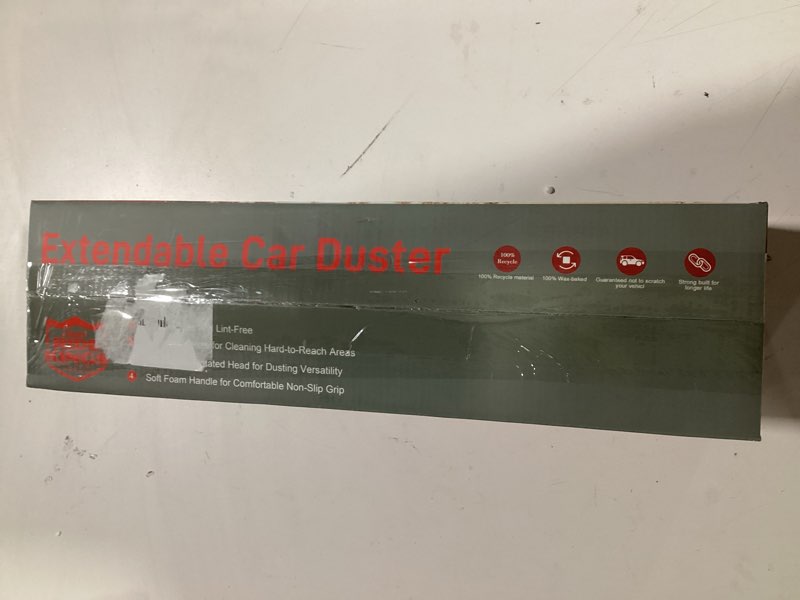 Extendable Car Duster
100%
Recycle
100% Recycle material
100% Wax-baked
Guaranteed not to scratch
your vehicl
Strong built for
longer life
Lint-Free
for Cleaning Hard-to-Reach Areas
Head for Dusting Versatility
4 Soft Foam Handle for Comfortable Non-Slip Grip